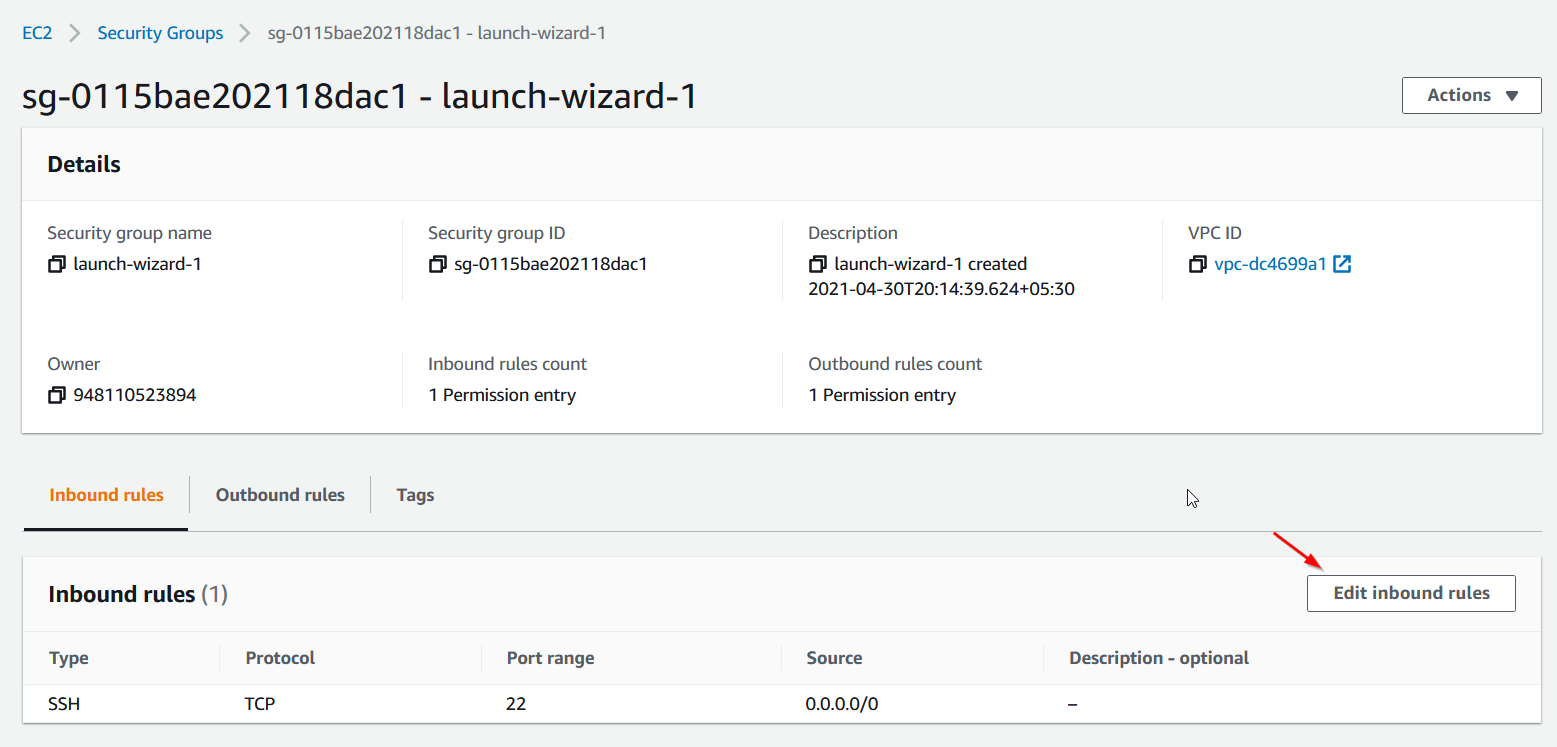 EC2 > Security Groups > sg-0115bae202118dac1 - launch-wizard-1
sg-0115bae202118dac1 - launch-wizard-1
Actions ▼
Details
Security group name
launch-wizard-1
Security group ID
sg-0115bae202118dac1
Description
launch-wizard-1 created
2021-04-30T20:14:39.624+05:30
VPC ID
vpc-dc4699a1
Owner
948110523894
Inbound rules count
1 Permission entry
Outbound rules count
1 Permission entry
Inbound rules Outbound rules Tags
Inbound rules (1)
Edit inbound rules
Type Protocol Port range Source Description - optional
SSH TCP 22 0.0.0.0/0 –